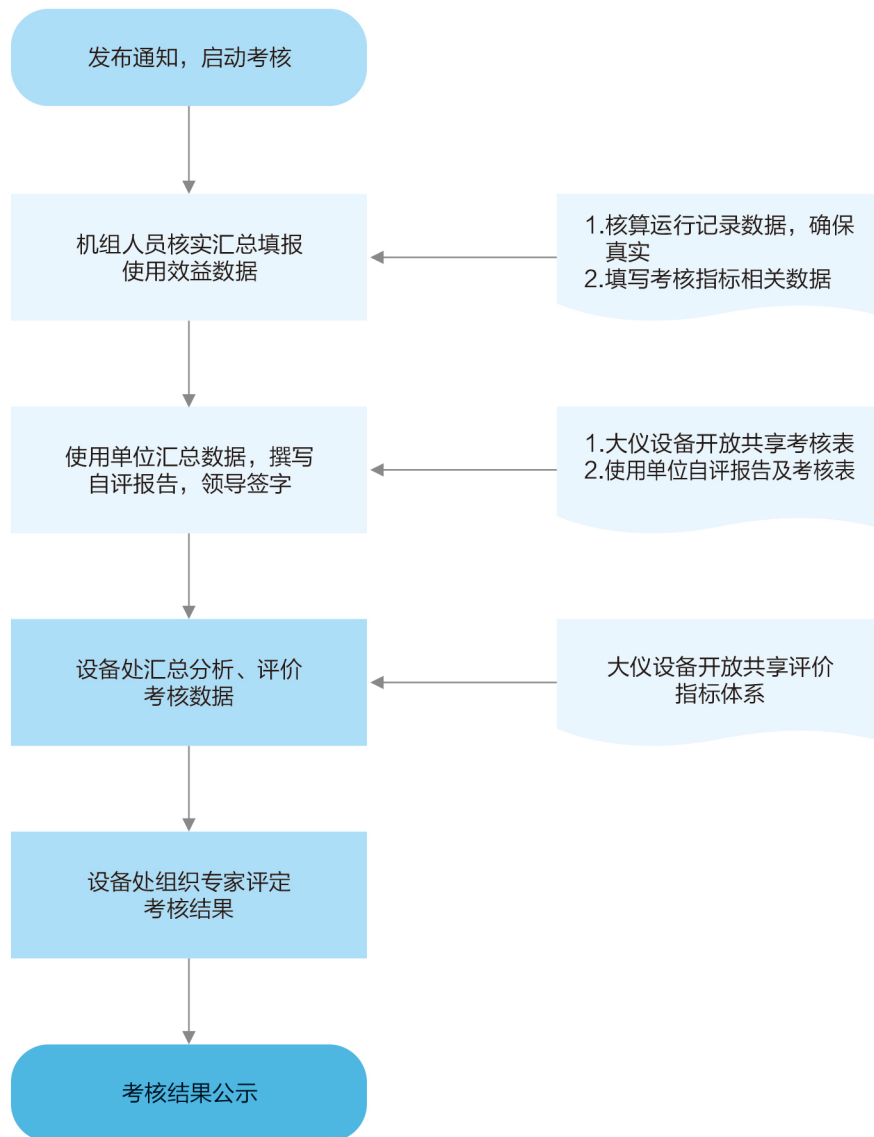 发布通知，启动考核
机组人员核实汇总填报
使用效益数据
1.核算运行记录数据，确保
真实
2.填写考核指标相关数据
使用单位汇总数据，撰写
自评报告，领导签字
1.大仪设备开放共享考核表
2.使用单位自评报告及考核表
设备处汇总分析、评价
考核数据
大仪设备开放共享评价
指标体系
设备处组织专家评定
考核结果
考核结果公示